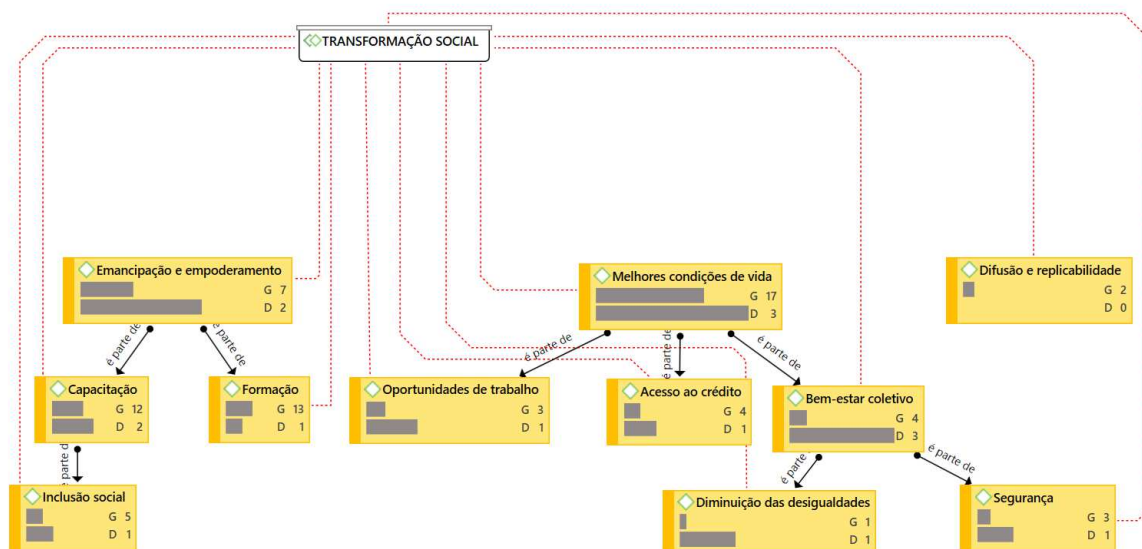 TRANSFORMAÇÃO SOCIAL
Emancipação e empoderamento
G 7
D 2
Melhores condições de vida
G 17
D 3
Difusão e replicabilidade
G 2
D 0
é parte de
é parte de
é parte de
é parte de
é parte de
Capacitação
G 12
D 2
Formação
G 13
D 1
Oportunidades de trabalho
G 3
D 1
Acesso ao crédito
G 4
D 1
Bem-estar coletivo
G 4
D 3
é parte d
é parte
é parte de
Inclusão social
G 5
D 1
Diminuição das desigualdades
G 1
D 1
Segurança
G 3
D 1